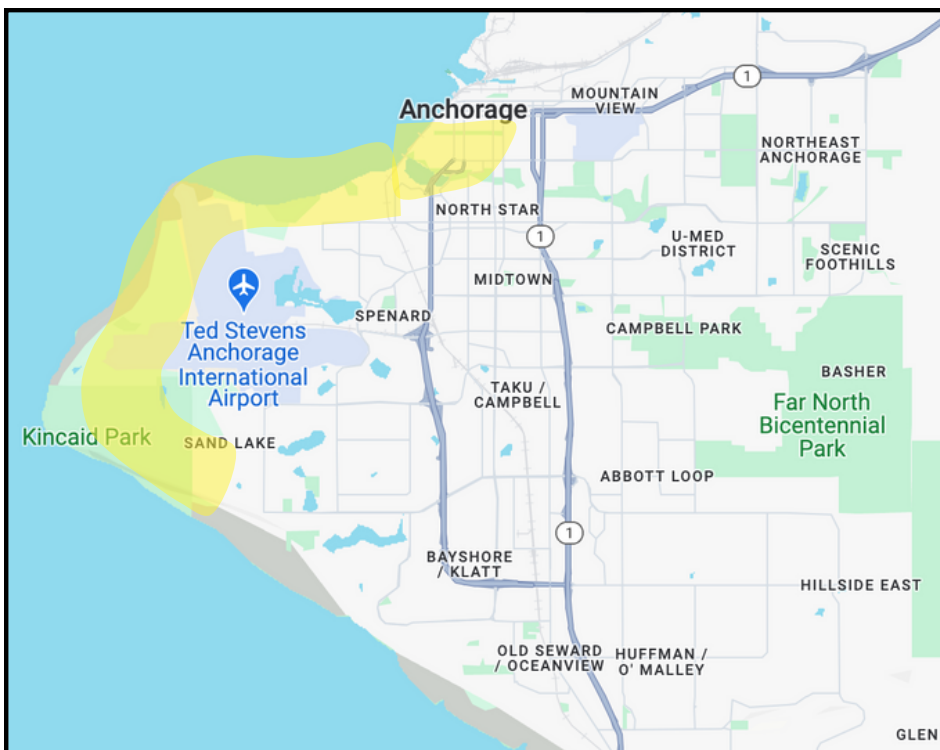 1
MOUNTAIN
VIEW
Anchorage
NORTHEAST
ANCHORAGE
NORTH STAR
1
U-MED
DISTRICT
SCENIC
FOOTHILLS
MIDTOWN
SPENARD
Ted Stevens
Anchorage
International
Airport
CAMPBELL PARK
BASHER
TAKU /
CAMPBELL
Far North
Bicentennial
Park
Kincaid Park
SAND LAKE
ABBOTT LOOP
1
BAYSHORE
/ KLATT
HILLSIDE EAST
OLD SEWARD
/ OCEANVIEW
HUFFMAN /
O' MALLEY
GLEN